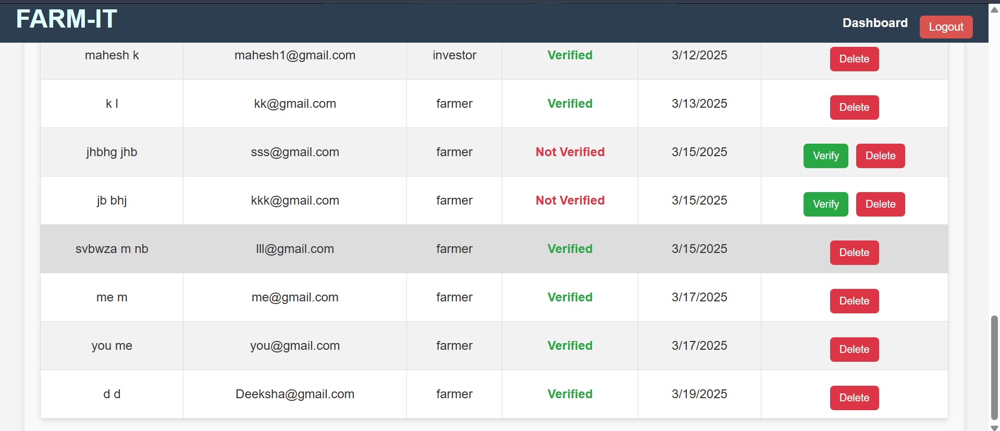 FARM-IT
Dashboard Logout
mahesh k mahesh1@gmail.com investor Verified 3/12/2025 Delete
k l kk@gmail.com farmer Verified 3/13/2025 Delete
jhbhg jhb sss@gmail.com farmer Not Verified 3/15/2025 Verify Delete
jb bhj kkk@gmail.com farmer Not Verified 3/15/2025 Verify Delete
svbwza m nb lll@gmail.com farmer Verified 3/15/2025 Delete
me m me@gmail.com farmer Verified 3/17/2025 Delete
you me you@gmail.com farmer Verified 3/17/2025 Delete
d d Deeksha@gmail.com farmer Verified 3/19/2025 Delete